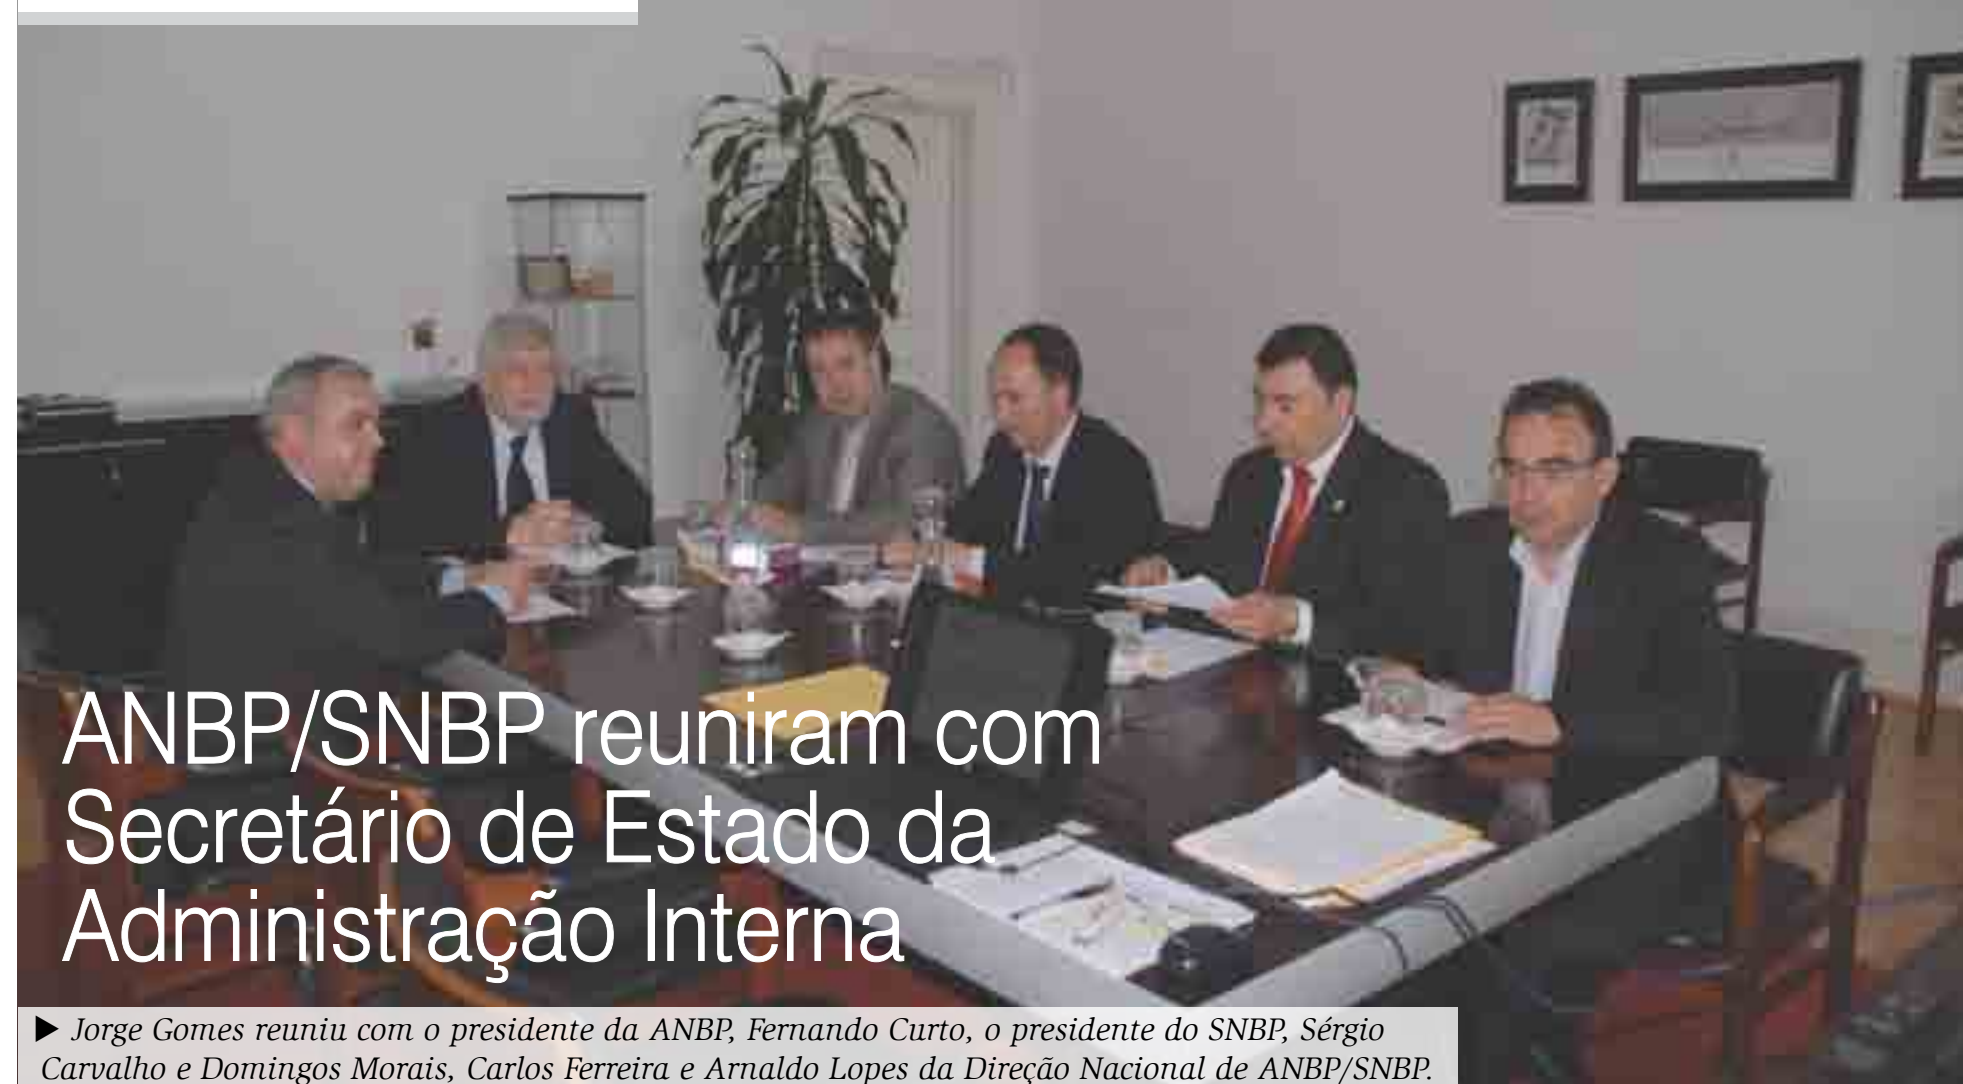 ANBP/SNBP reuniram com
Secretário de Estado da
Administração Interna
▶ Jorge Gomes reuniu com o presidente da ANBP, Fernando Curto, o presidente do SNBP, Sérgio
Carvalho e Domingos Morais, Carlos Ferreira e Arnaldo Lopes da Direção Nacional de ANBP/SNBP.